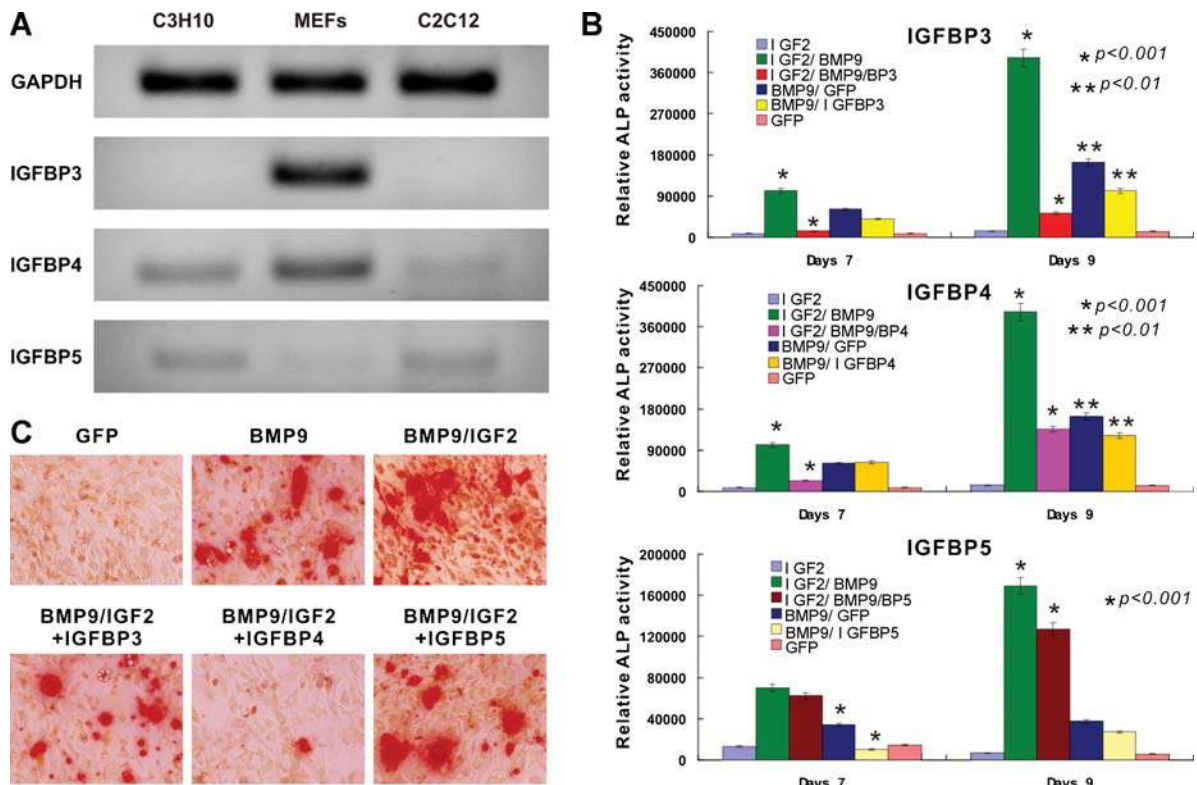 A
C3H10 MEFs C2C12
GAPDH
IGFBP3
IGFBP4
IGFBP5
B
IGFBP3
Relative ALP activity
450000
360000
270000
180000
90000
0
I GF2
I GF2/ BMP9
I GF2/ BMP9/BP3
BMP9/ GFP
BMP9/ I GFBP3
GFP
* p<0.001
** p<0.01
* * * ** **
Days 7 Days 9
IGFBP4
Relative ALP activity
450000
360000
270000
180000
90000
0
I GF2
I GF2/ BMP9
I GF2/ BMP9/BP4
BMP9/ GFP
BMP9/ I GFBP4
GFP
* p<0.001
** p<0.01
* * * * ** **
Days 7 Days 9
IGFBP5
Relative ALP activity
200000
160000
120000
80000
40000
0
I GF2
I GF2/ BMP9
I GF2/ BMP9/BP5
BMP9/ GFP
BMP9/ I GFBP5
GFP
* p<0.001
* * * *
Days 7 Days 9
C
GFP BMP9 BMP9/IGF2
BMP9/IGF2 BMP9/IGF2 BMP9/IGF2
+IGFBP3 +IGFBP4 +IGFBP5